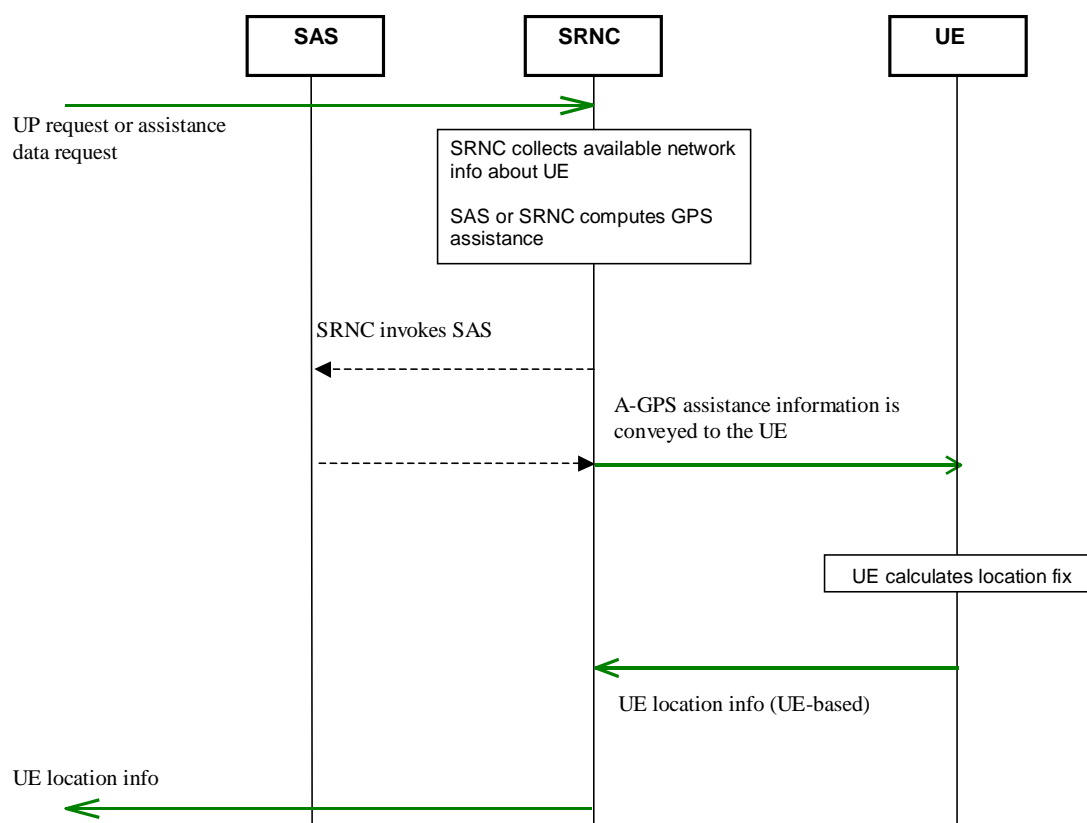 SAS
SRNC
UE
UP request or assistance
data request
SRNC collects available network
info about UE
SAS or SRNC computes GPS
assistance
SRNC invokes SAS
A-GPS assistance information is
conveyed to the UE
UE calculates location fix
UE location info (UE-based)
UE location info